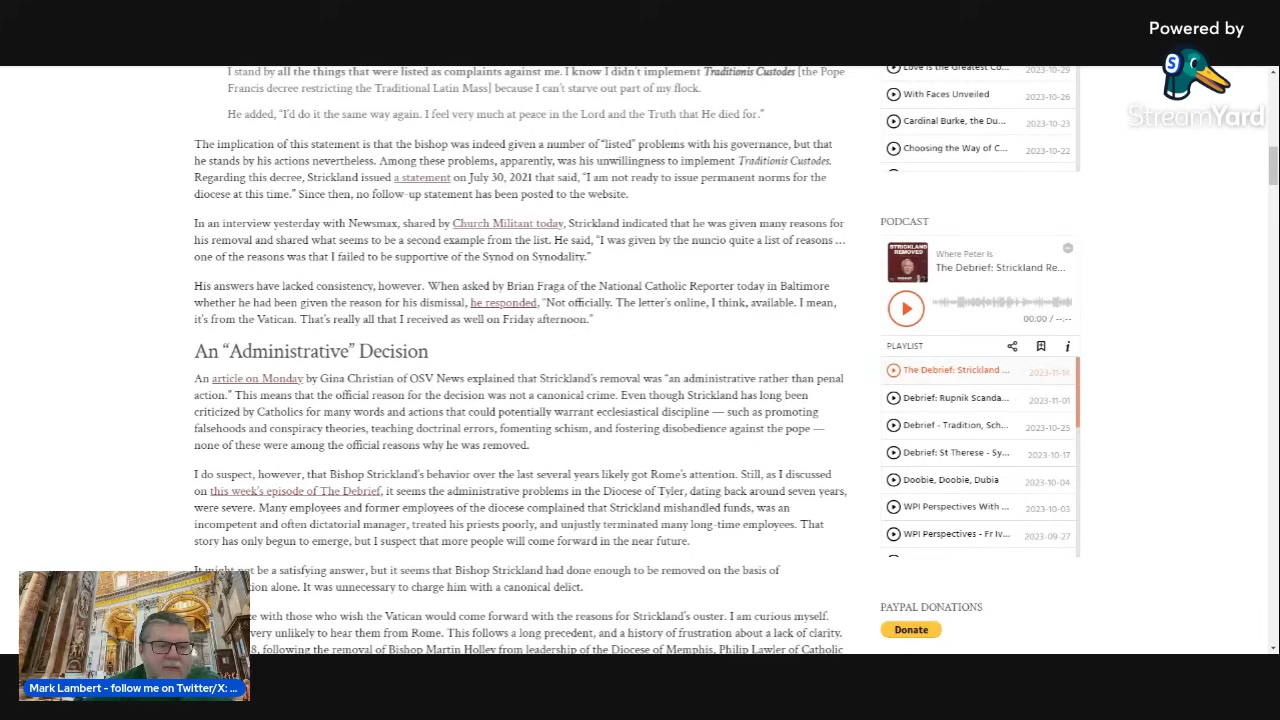 Powered by
StreamYard
I stand by all the things that were listed as complaints against me. I know I didn't implement Traditionis Custodes [the Pope
Francis decree restricting the Traditional Latin Mass] because I can't starve out part of my flock.
He added, “I'd do it the same way again. I feel very much at peace in the Lord and the Truth that He died for.”
The implication of this statement is that the bishop was indeed given a number of “listed” problems with his governance, but that
he stands by his actions nevertheless. Among these problems, apparently, was his unwillingness to implement Traditionis Custodes.
Regarding this decree, Strickland issued a statement on July 30, 2021 that said, “I am not ready to issue permanent norms for the
diocese at this time.” Since then, no follow-up statement has been posted to the website.
In an interview yesterday with Newsmax, shared by Church Militant today, Strickland indicated that he was given many reasons for
his removal and shared what seems to be a second example from the list. He said, “I was given by the nuncio quite a list of reasons …
one of the reasons was that I failed to be supportive of the Synod on Synodality.”
His answers have lacked consistency, however. When asked by Brian Fraga of the National Catholic Reporter today in Baltimore
whether he had been given the reason for his dismissal, he responded, “Not officially. The letter's online, I think, available. I mean,
it's from the Vatican. That's really all that I received as well on Friday afternoon.”
An “Administrative” Decision
An article on Monday by Gina Christian of OSV News explained that Strickland's removal was “an administrative rather than penal
action.” This means that the official reason for the decision was not a canonical crime. Even though Strickland has long been
criticized by Catholics for many words and actions that could potentially warrant ecclesiastical discipline — such as promoting
falsehoods and conspiracy theories, teaching doctrinal errors, fomenting schism, and fostering disobedience against the pope —
none of these were among the official reasons why he was removed.
I do suspect, however, that Bishop Strickland's behavior over the last several years likely got Rome's attention. Still, as I discussed
on this week's episode of The Debrief, it seems the administrative problems in the Diocese of Tyler, dating back around seven years,
were severe. Many employees and former employees of the diocese complained that Strickland mishandled funds, was an
incompetent and often dictatorial manager, treated his priests poorly, and unjustly terminated many long-time employees. That
story has only begun to emerge, but I suspect that more people will come forward in the near future.
It might not be a satisfying answer, but it seems that Bishop Strickland had done enough to be removed on the basis of
alone. It was unnecessary to charge him with a canonical delict.
with those who wish the Vatican would come forward with the reasons for Strickland's ouster. I am curious myself.
very unlikely to hear them from Rome. This follows a long precedent, and a history of frustration about a lack of clarity.
following the removal of Bishop Martin Holley from leadership of the Diocese of Memphis, Philip Lawler of Catholic
Love is the Greatest Co... 2023-10-29
With Faces Unveiled 2023-10-26
Cardinal Burke, the Du... 2023-10-23
Choosing the Way of C... 2023-10-22
PODCAST
STRICKLAND
REMOVED
Where Peter Is
The Debrief: Strickland Re...
00:00 / --:--
PLAYLIST
The Debrief: Strickland ... 2023-11-14
Debrief: Rupnik Scanda... 2023-11-01
Debrief - Tradition, Sch... 2023-10-25
Debrief: St Therese - Sy... 2023-10-17
Doobie, Doobie, Dubia 2023-10-04
WPI Perspectives With ... 2023-10-03
WPI Perspectives - Fr Iv... 2023-09-27
PAYPAL DONATIONS
Donate
Mark Lambert - follow me on Twitter/X: ...